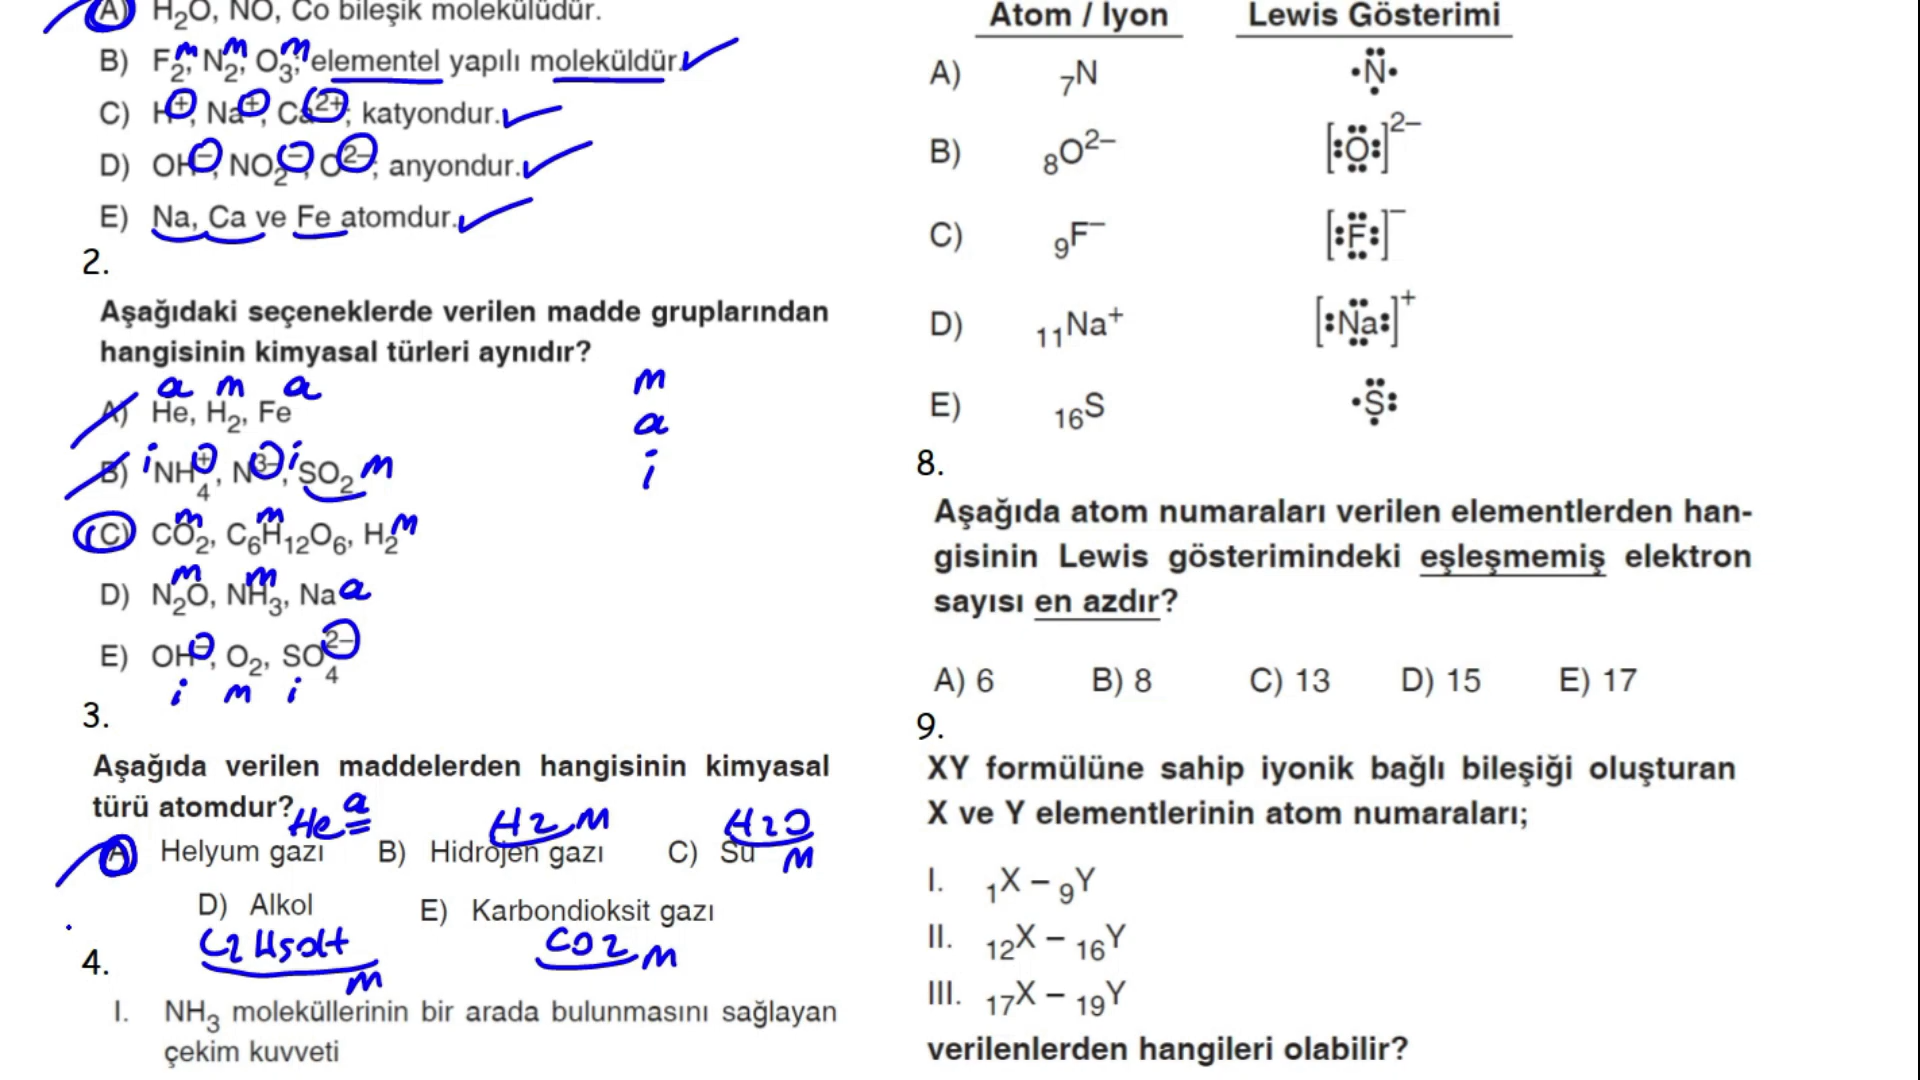 A) H₂O, NO, Co bileşik molekülüdür.
m m m
B) F₂, N₂, O₃, elementel yapılı moleküldür.
C) H⁺, Na⁺, Ca²⁺, katyondur.
D) OH⁻, NO₂⁻, O²⁻, anyondur.
E) Na, Ca ve Fe atomdur.
2.
Aşağıdaki seçeneklerde verilen madde gruplarından
hangisinin kimyasal türleri aynıdır?
a m a
A) He, H₂, Fe
i i m
B) NH₄⁺, N³⁻, SO₂
m m m
C) CO₂, C₆H₁₂O₆, H₂
m m a
D) N₂O, NH₃, Na
E) OH⁻, O₂, SO₄²⁻
i m i
m
a
i
3.
Aşağıda verilen maddelerden hangisinin kimyasal
türü atomdur?
He a H2 M H2O M
A) Helyum gazı B) Hidrojen gazı C) Su
D) Alkol E) Karbondioksit gazı
C2H5OH m CO2 M
4.
I. NH₃ moleküllerinin bir arada bulunmasını sağlayan
çekim kuvveti
Atom / İyon Lewis Gösterimi
A) ₇N N
B) ₈O²⁻ [O]²⁻
C) ₉F⁻ [F]⁻
D) ₁₁Na⁺ [Na]⁺
E) ₁₆S S
8.
Aşağıda atom numaraları verilen elementlerden han-
gisinin Lewis gösterimindeki eşleşmemiş elektron
sayısı en azdır?
A) 6 B) 8 C) 13 D) 15 E) 17
9.
XY formülüne sahip iyonik bağlı bileşiği oluşturan
X ve Y elementlerinin atom numaraları;
I. ₁X – ₉Y
II. ₁₂X – ₁₆Y
III. ₁₇X – ₁₉Y
verilenlerden hangileri olabilir?